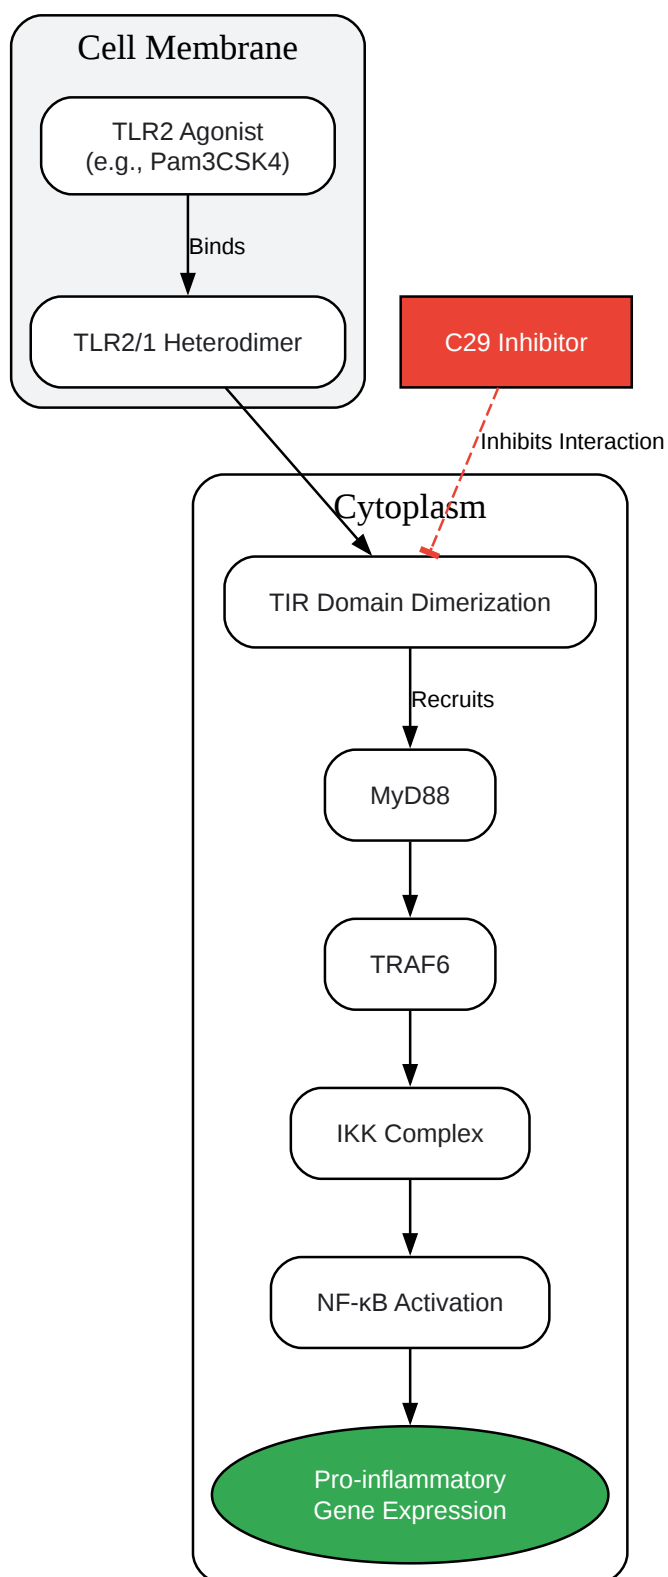 Cell Membrane
TLR2 Agonist
(e.g., Pam3CSK4)
Binds
TLR2/1 Heterodimer
C29 Inhibitor
Inhibits Interaction
Cytoplasm
TIR Domain Dimerization
Recruits
MyD88
TRAF6
IKK Complex
NF-κB Activation
Pro-inflammatory
Gene Expression